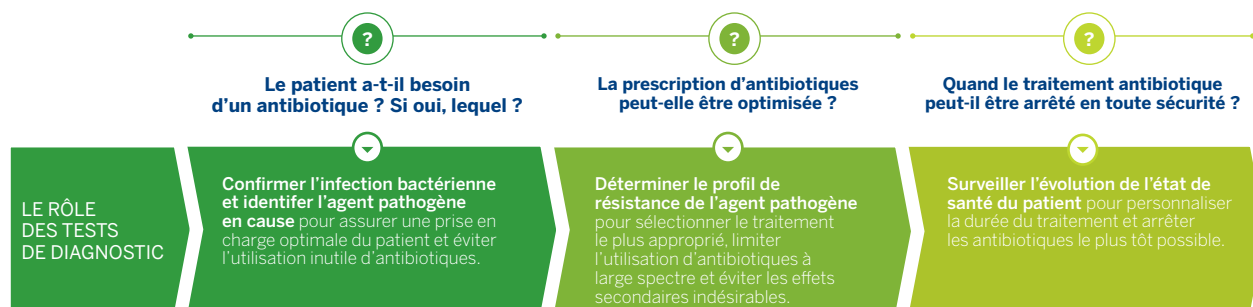 ?
Le patient a-t-il besoin
d'un antibiotique ? Si oui, lequel ?
?
La prescription d'antibiotiques
peut-elle être optimisée ?
?
Quand le traitement antibiotique
peut-il être arrêté en toute sécurité ?
LE RÔLE
DES TESTS
DE DIAGNOSTIC
Confirmer l'infection bactérienne
et identifer l'agent pathogène
en cause pour assurer une prise en
charge optimale du patient et éviter
l'utilisation inutile d'antibiotiques.
Déterminer le profil de
résistance de l'agent pathogène
pour sélectionner le traitement
le plus approprié, limiter
l'utilisation d'antibiotiques à
large spectre et éviter les effets
secondaires indésirables.
Surveiller l'évolution de l'état de
santé du patient pour personnaliser
la durée du traitement et arrêter
les antibiotiques le plus tôt possible.